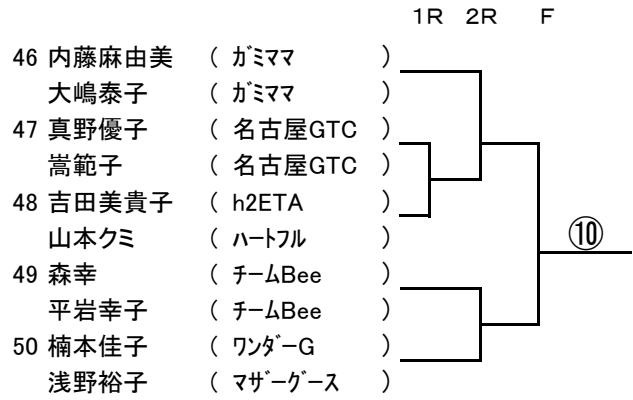 1R 2R F
46 内藤麻由美 ( ｶﾞミママ )
大嶋泰子 ( ｶﾞミママ )
47 真野優子 ( 名古屋GTC )
嵩範子 ( 名古屋GTC )
48 吉田美貴子 ( h2ETA )
山本クミ ( ハートフル )
⑩
49 森幸 ( チームBee )
平岩幸子 ( チームBee )
50 楠本佳子 ( ワンダーG )
浅野裕子 ( マザーグース )